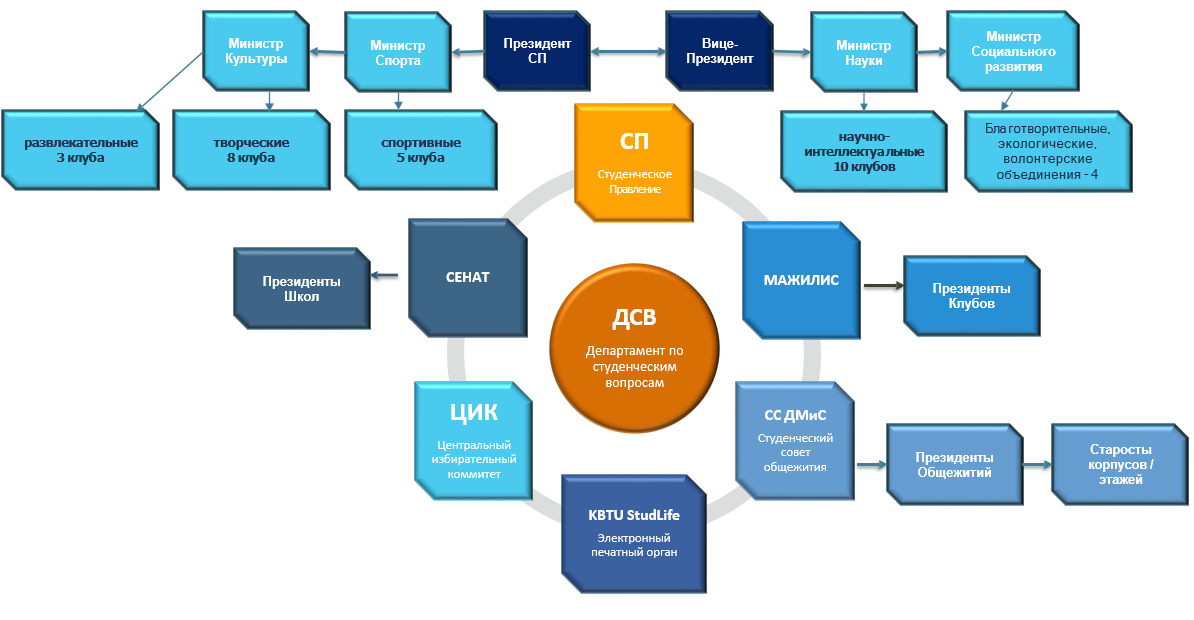 Министр
Культуры
Министр
Спорта
Президент
СП
Вице-
Президент
Министр
Науки
Министр
Социального
развития
развлекательные
3 клуба
творческие
8 клуба
спортивные
5 клуба
научно-
интеллектуальные
10 клубов
Благотворительные,
экологические,
волонтерские
объединения - 4
СП
Студенческое
Правление
СЕНАТ
Президенты
Школ
МАЖИЛИС
Президенты
Клубов
ДСВ
Департамент по
студенческим
вопросам
ЦИК
Центральный
избирательный
коммитет
СС ДМиС
Студенческий
совет
общежития
Президенты
Общежитий
Старосты
корпусов /
этажей
KBTU StudLife
Электронный
печатный орган